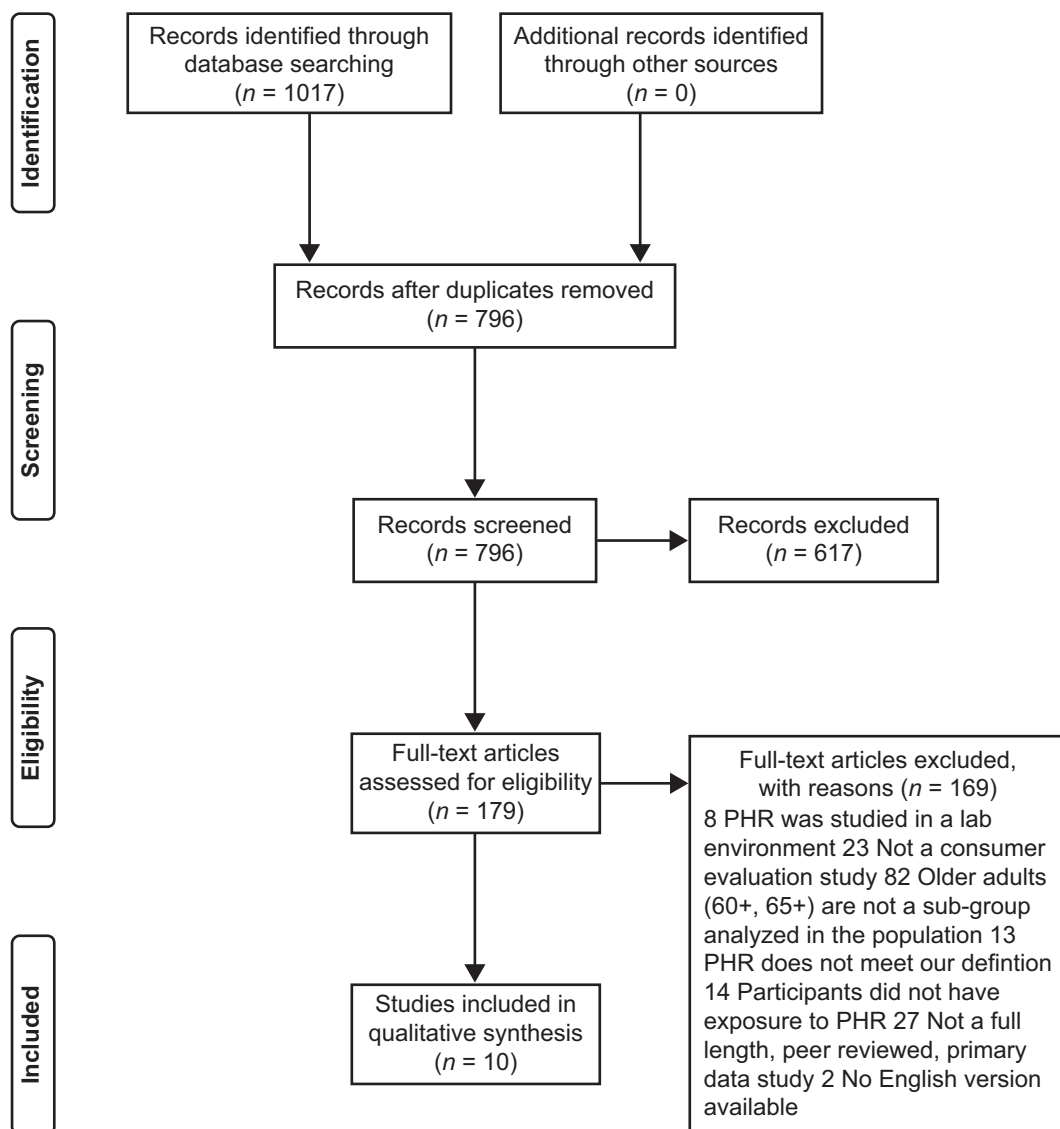 Identification
Records identified through
database searching
(n = 1017)
Additional records identified
through other sources
(n = 0)
Records after duplicates removed
(n = 796)
Screening
Records screened
(n = 796)
Records excluded
(n = 617)
Eligibility
Full-text articles
assessed for eligibility
(n = 179)
Full-text articles excluded,
with reasons (n = 169)
8 PHR was studied in a lab
environment 23 Not a consumer
evaluation study 82 Older adults
(60+, 65+) are not a sub-group
analyzed in the population 13
PHR does not meet our defintion
14 Participants did not have
exposure to PHR 27 Not a full
length, peer reviewed, primary
data study 2 No English version
available
Included
Studies included in
qualitative synthesis
(n = 10)